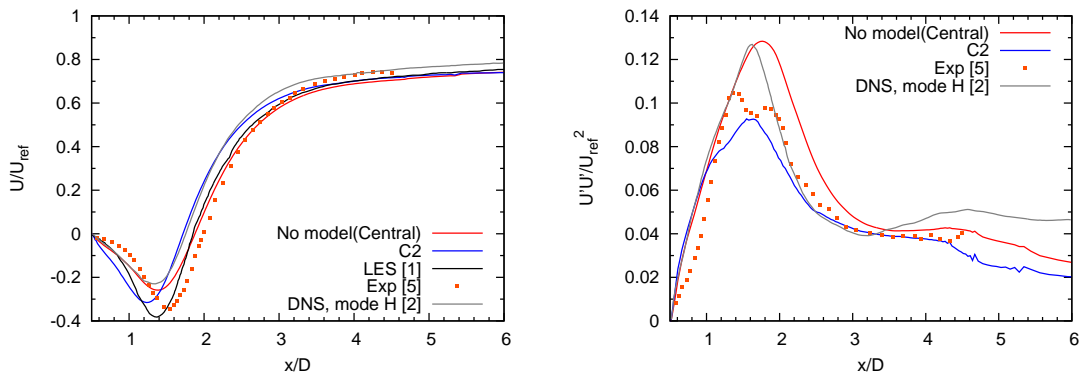 1
0.8
0.6
0.4
0.2
0
-0.2
-0.4
1
2
3
4
5
6
U/U_ref
x/D
No model(Central)
C2
LES [1]
Exp [5]
DNS, mode H [2]
0.14
0.12
0.1
0.08
0.06
0.04
0.02
0
1
2
3
4
5
6
U'U'/U_ref^2
x/D
No model(Central)
C2
Exp [5]
DNS, mode H [2]